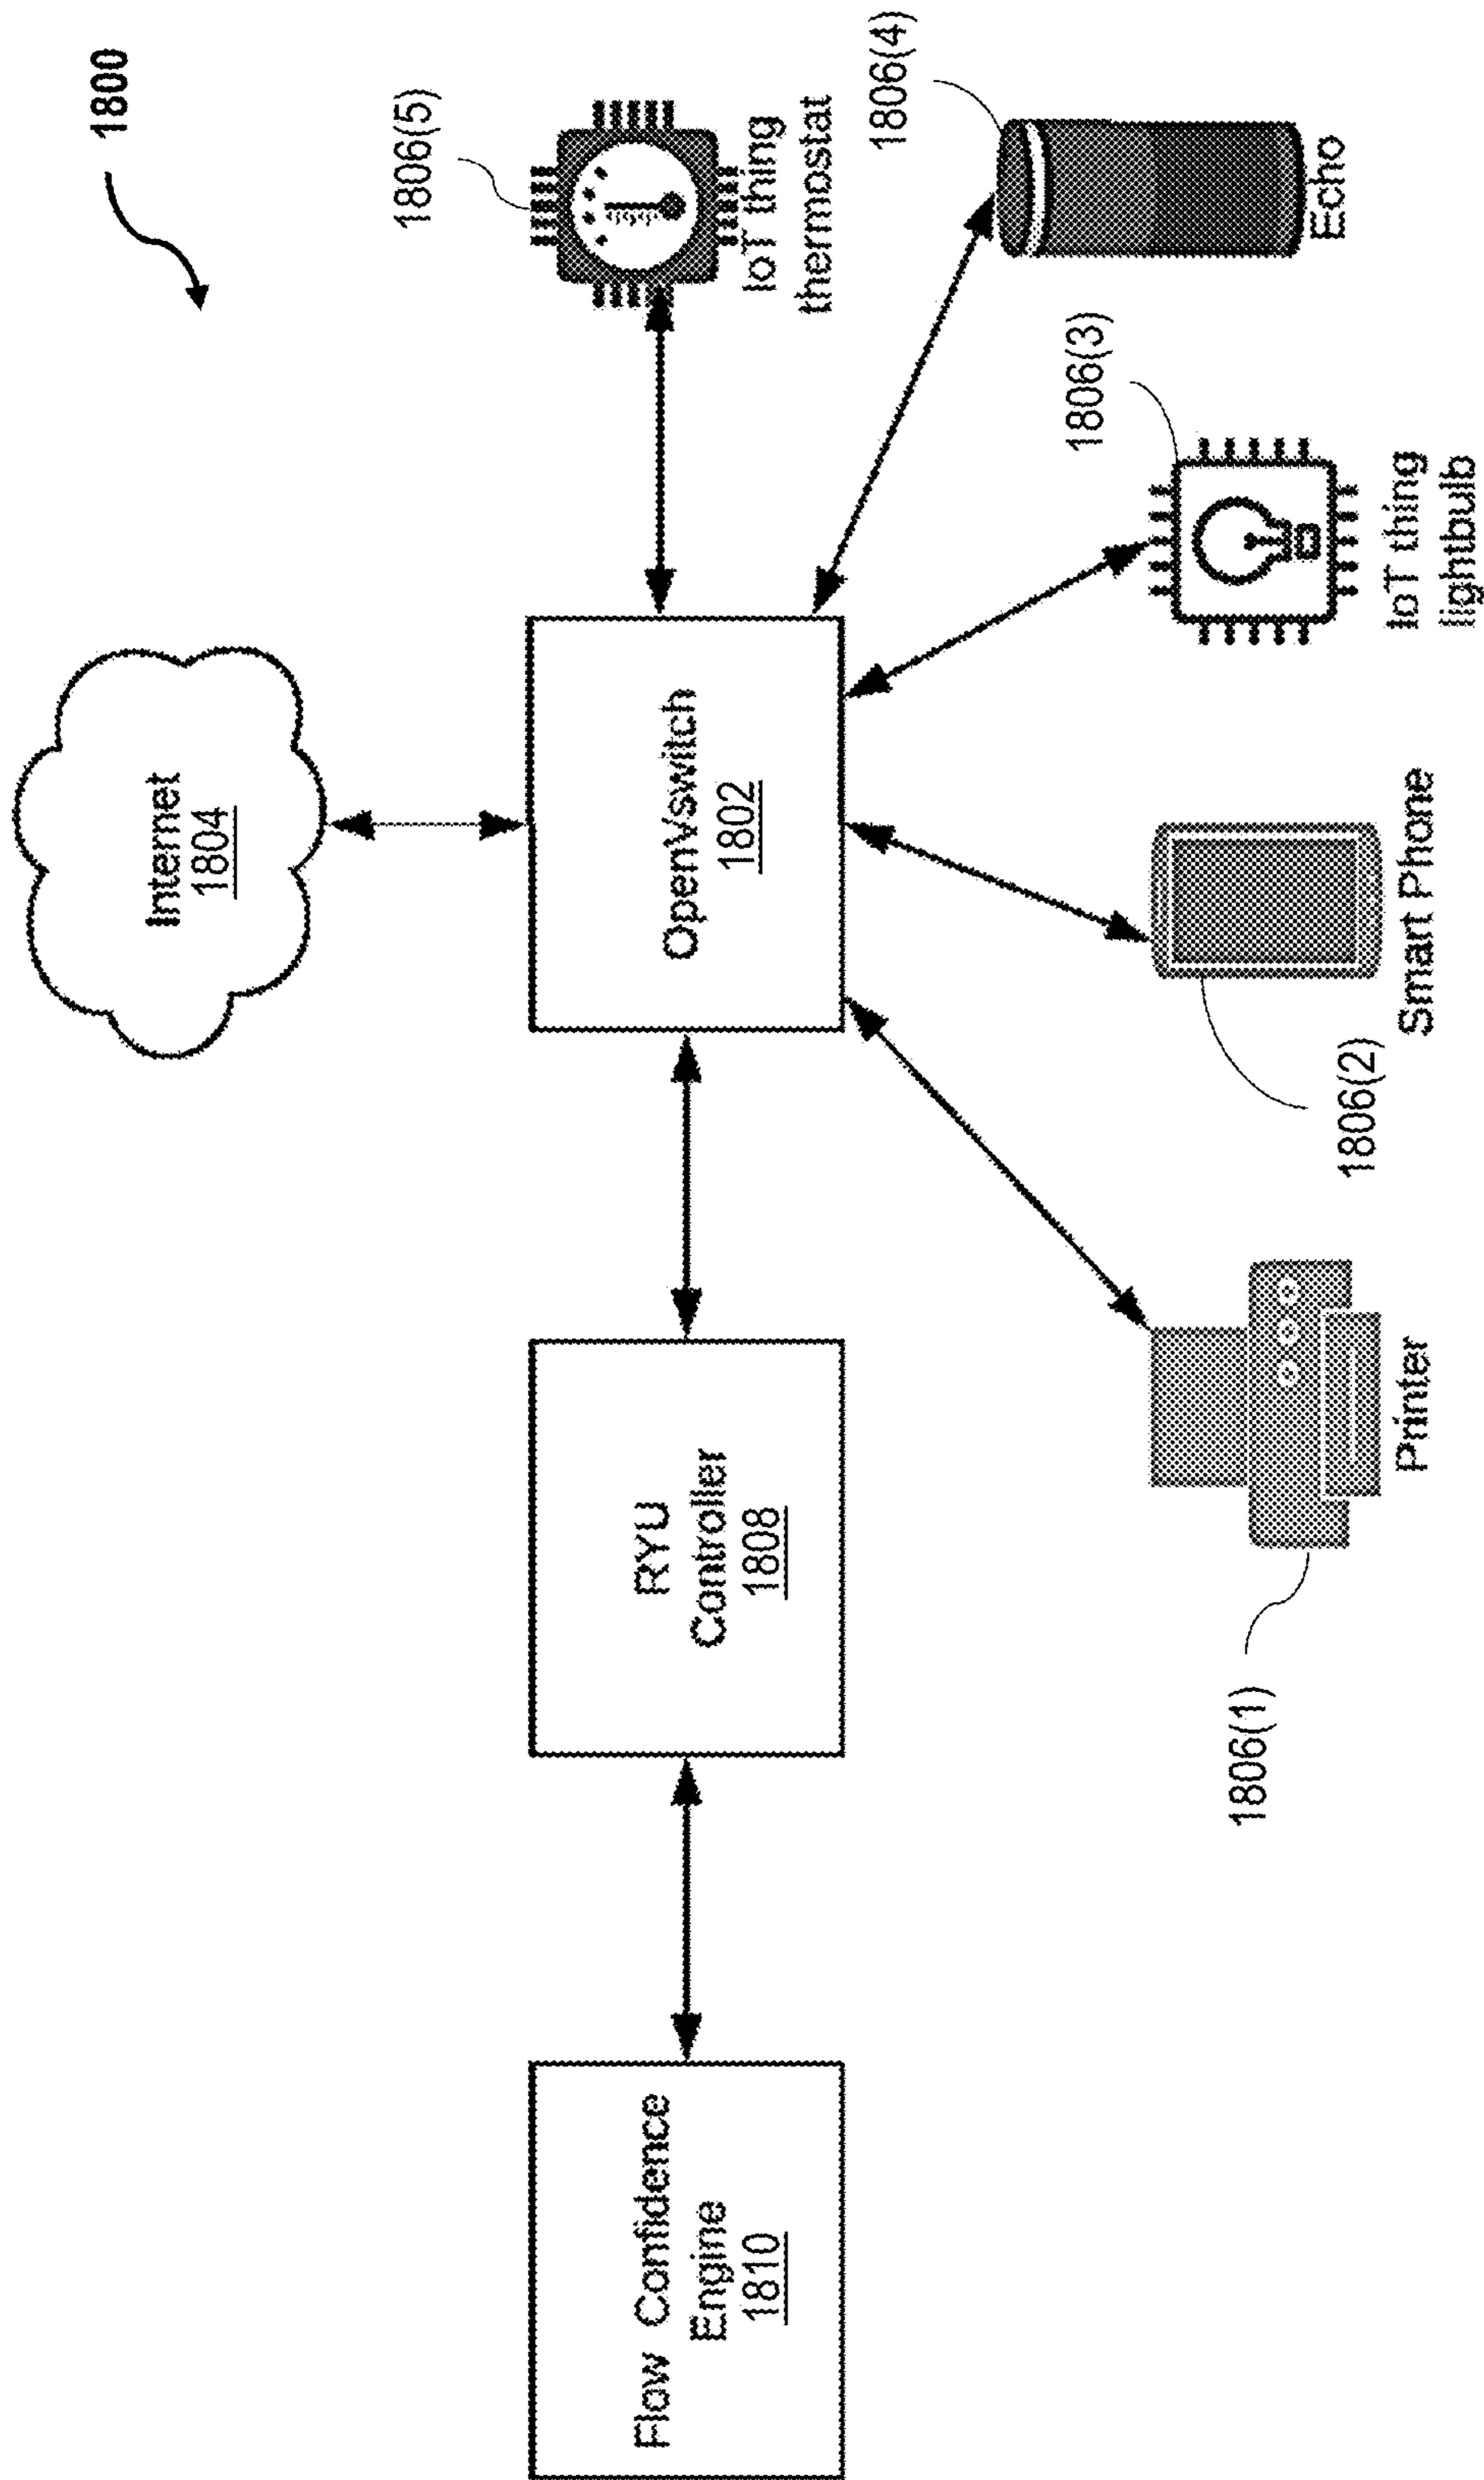 1800
Internet
1804
Flow Confidence
Engine
1810
RYU
Controller
1808
OpenVswitch
1802
1806(5)
IoT thing
thermostat
1806(4)
Echo
1806(3)
IoT thing
lightbulb
1806(2)
Smart Phone
1806(1)
Printer